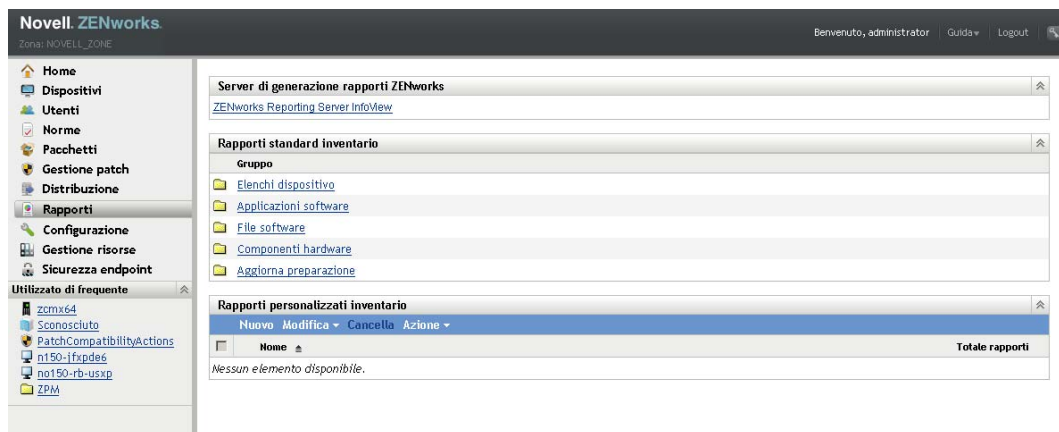 Novell. ZENworks.
Zona: NOVELL_ZONE
Benvenuto, administrator
Guida
Logout
Home
Dispositivi
Utenti
Norme
Pacchetti
Gestione patch
Distribuzione
Rapporti
Configurazione
Gestione risorse
Sicurezza endpoint
Utilizzato di frequente
zcmx64
Sconosciuto
PatchCompatibilityActions
n150-jfxpde6
no150-rb-usxp
ZPM
Server di generazione rapporti ZENworks
ZENworks Reporting Server InfoView
Rapporti standard inventario
Gruppo
Elenchi dispositivo
Applicazioni software
File software
Componenti hardware
Aggiorna preparazione
Rapporti personalizzati inventario
Nuovo Modifica Cancella Azione
Nome Totale rapporti
Nessun elemento disponibile.